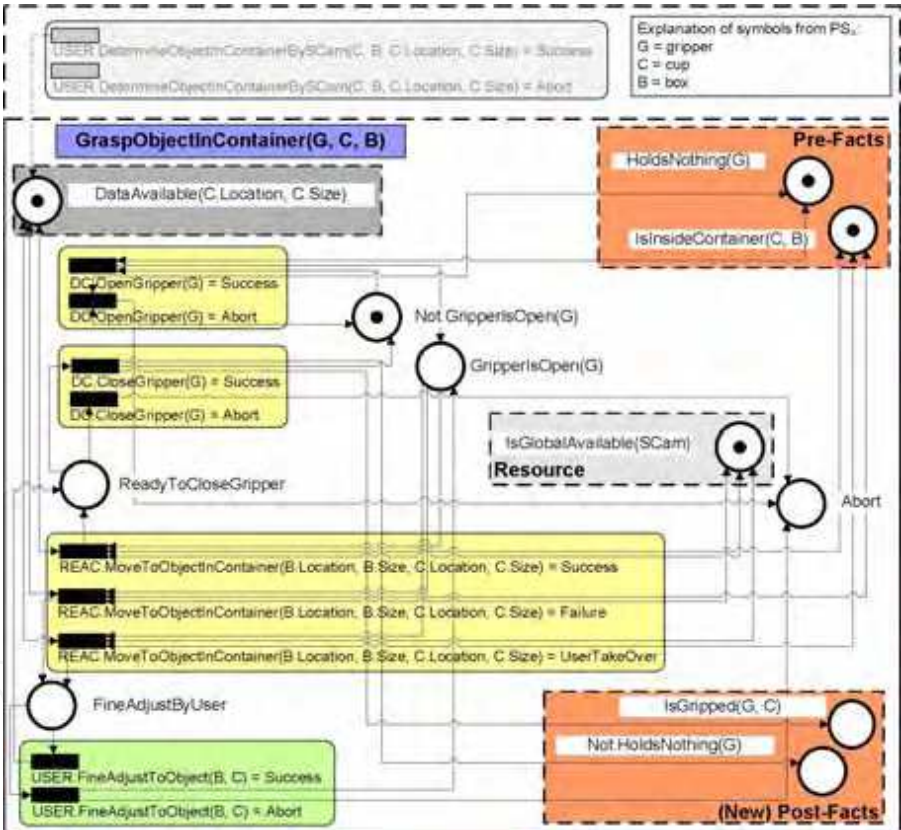 USER.DetermineObjectInContainerBySCam(C, B, C.Location, C.Size) = Success
USER.DetermineObjectInContainerBySCam(C, B, C.Location, C.Size) = Abort
Explanation of symbols from PSₐ:
G = gripper
C = cup
B = box
GraspObjectInContainer(G, C, B)
Pre-Facts
HoldsNothing(G)
DataAvailable(C.Location, C.Size)
IsInsideContainer(C, B)
DC.OpenGripper(G) = Success
DC.OpenGripper(G) = Abort
Not.GripperIsOpen(G)
DC.CloseGripper(G) = Success
DC.CloseGripper(G) = Abort
GripperIsOpen(G)
IsGlobalAvailable(SCam)
Resource
ReadyToCloseGripper
Abort
REAC.MoveToObjectInContainer(B.Location, B.Size, C.Location, C.Size) = Success
REAC.MoveToObjectInContainer(B.Location, B.Size, C.Location, C.Size) = Failure
REAC.MoveToObjectInContainer(B.Location, B.Size, C.Location, C.Size) = UserTakeOver
FineAdjustByUser
IsGripped(G, C)
Not.HoldsNothing(G)
USER.FineAdjustToObject(B, C) = Success
USER.FineAdjustToObject(B, C) = Abort
(New) Post-Facts